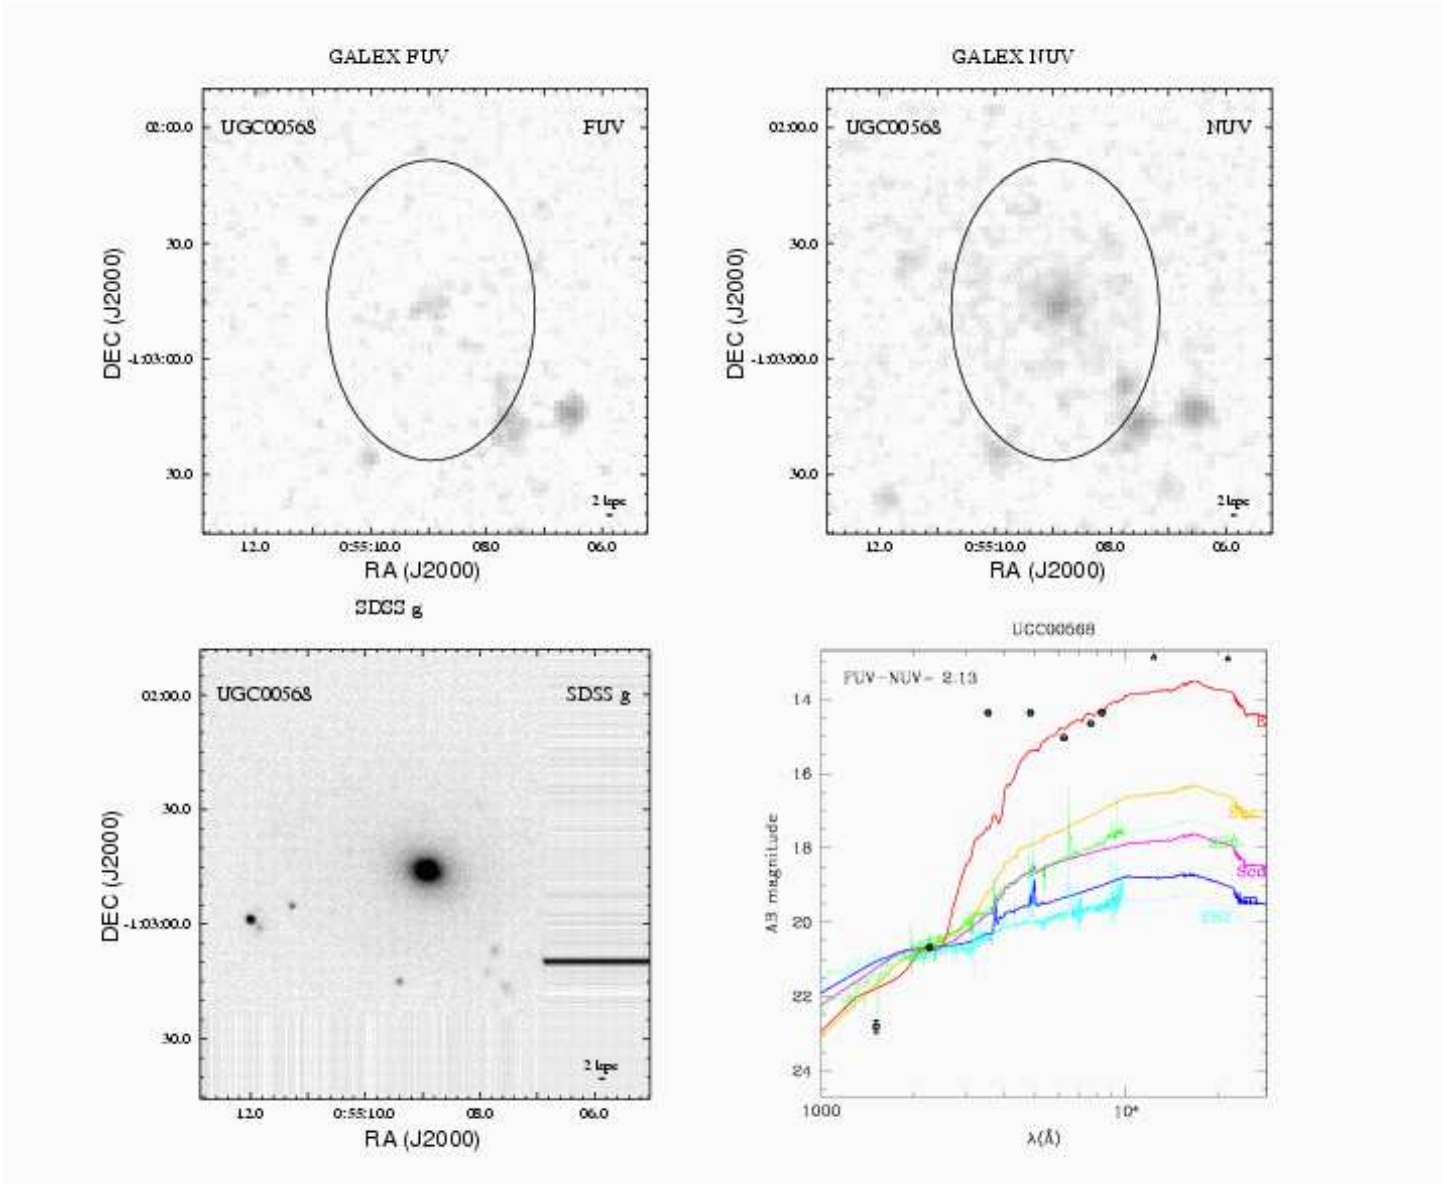 GALEX FUV
UGC00568 FUV
02:00.0
30.0
-1:03:00.0
30.0
2 kpc
12.0 0:55:10.0 08.0 06.0
DEC (J2000)
RA (J2000)
GALEX NUV
UGC00568 NUV
02:00.0
30.0
-1:03:00.0
30.0
2 kpc
12.0 0:55:10.0 08.0 06.0
DEC (J2000)
RA (J2000)
SDSS g
UGC00568 SDSS g
02:00.0
30.0
-1:03:00.0
30.0
2 kpc
12.0 0:55:10.0 08.0 06.0
DEC (J2000)
RA (J2000)
UGC00568
FUV-NUV= 2.13
14
16
18
20
22
24
E
Scd
Im
1000 10⁴
AB magnitude
λ(Å)